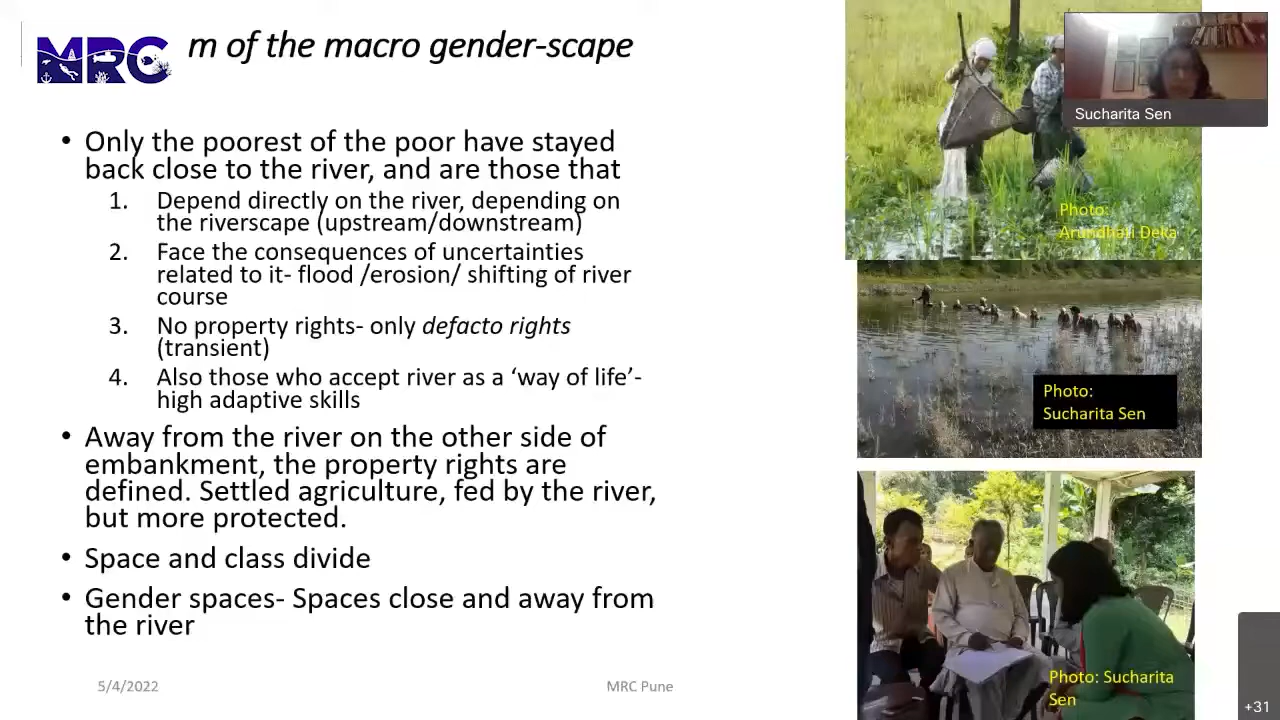 MRC
m of the macro gender-scape
• Only the poorest of the poor have stayed
back close to the river, and are those that
1. Depend directly on the river, depending on
the riverscape (upstream/downstream)
2. Face the consequences of uncertainties
related to it- flood /erosion/ shifting of river
course
3. No property rights- only defacto rights
(transient)
4. Also those who accept river as a ‘way of life’-
high adaptive skills
• Away from the river on the other side of
embankment, the property rights are
defined. Settled agriculture, fed by the river,
but more protected.
• Space and class divide
• Gender spaces- Spaces close and away from
the river
5/4/2022
MRC Pune
Sucharita Sen
Photo:
Arundhati Deka
Photo:
Sucharita Sen
Photo: Sucharita
Sen
+31